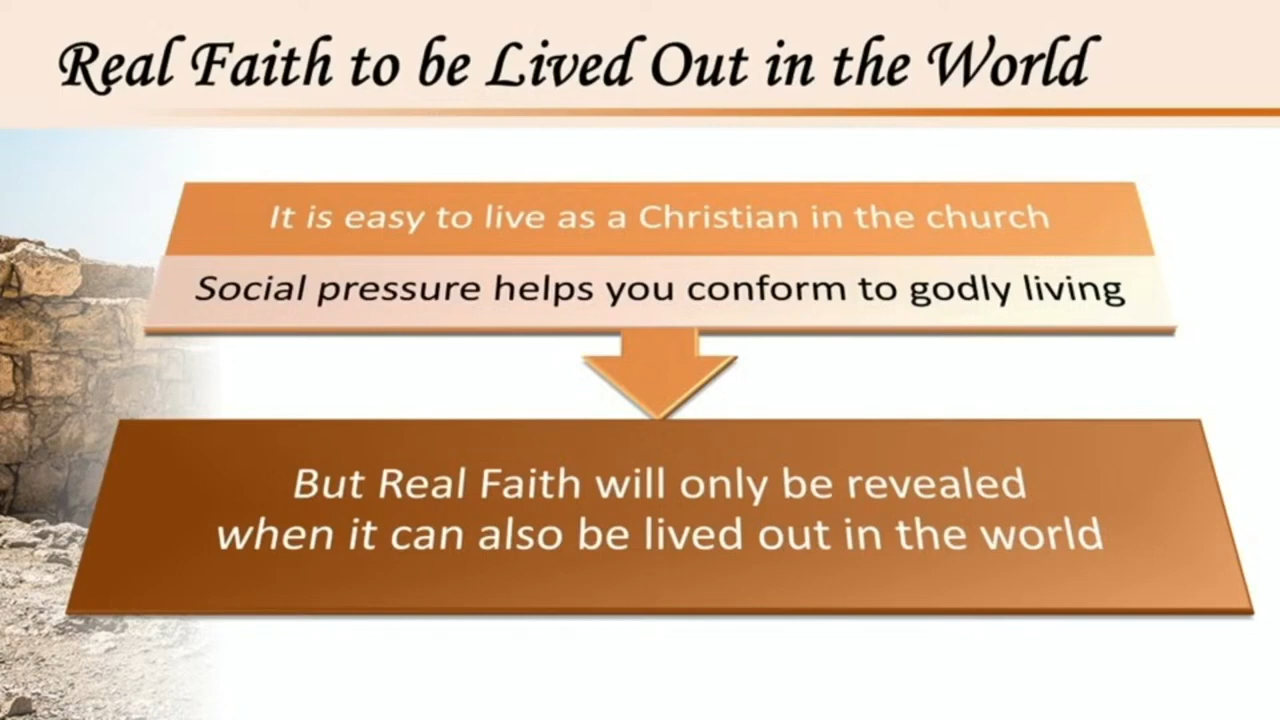 Real Faith to be Lived Out in the World
It is easy to live as a Christian in the church
Social pressure helps you conform to godly living
But Real Faith will only be revealed
when it can also be lived out in the world